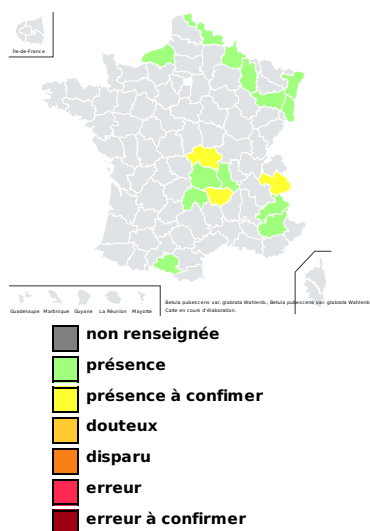 Île-de-France
Guadeloupe Martinique Guyane La Réunion Mayotte
Betula pubescens var. glabrata Wahlenb., Betula pubescens var. glabrata Wahlenb
Carte en cours d'élaboration.
non renseignée
présence
présence à confimer
douteux
disparu
erreur
erreur à confirmer